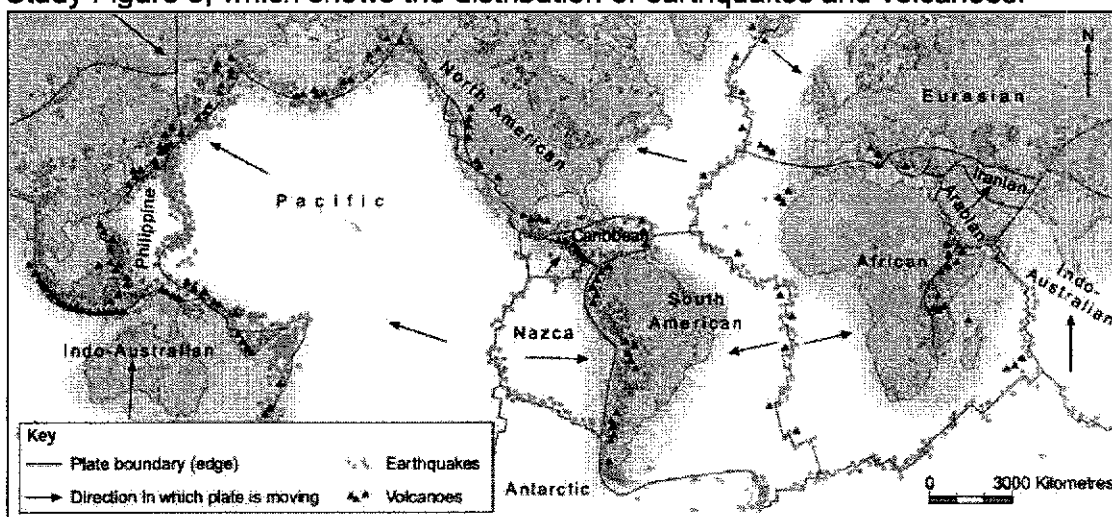 Study Figure 3, which shows the distribution of earthquakes and volcanoes.
N
North American
Eurasian
Iranian
Arabian
Pacific
Philippine
Caribbean
African
Indo-Australian
South American
Nazca
Indo-Australian
Key
Plate boundary (edge)
Earthquakes
Direction in which plate is moving
Volcanoes
Antarctic
0 3000 Kilometres